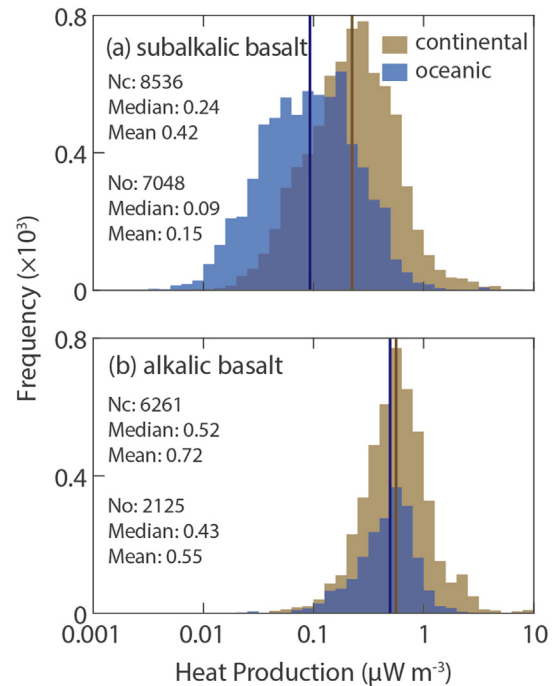 0.8
(a) subalkalic basalt
continental
oceanic
Nc: 8536
Median: 0.24
Mean 0.42
0.4
No: 7048
Median: 0.09
Mean: 0.15
0
Frequency (×10³)
0.8
(b) alkalic basalt
Nc: 6261
Median: 0.52
Mean: 0.72
0.4
No: 2125
Median: 0.43
Mean: 0.55
0
0.001 0.01 0.1 1 10
Heat Production (µW m⁻³)